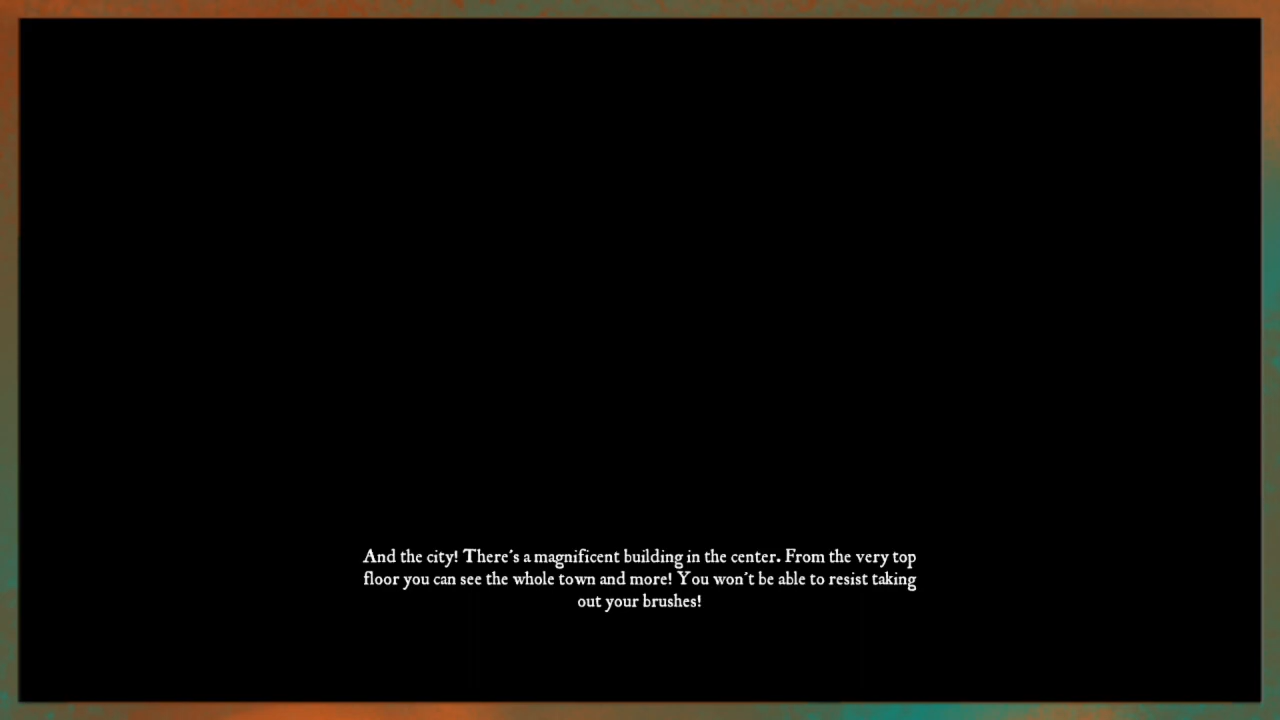 And the city! There's a magnificent building in the center. From the very top
floor you can see the whole town and more! You won't be able to resist taking
out your brushes!